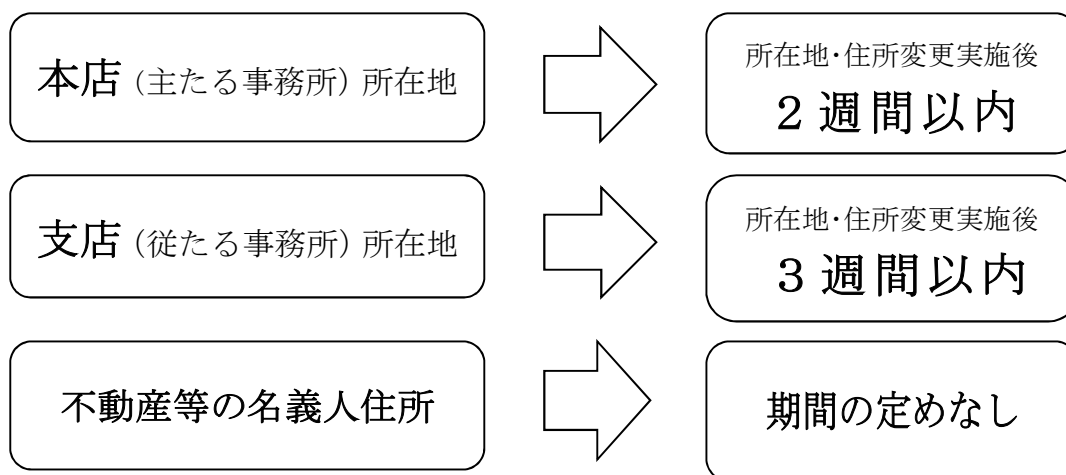 本店（主たる事務所）所在地
所在地・住所変更実施後
２週間以内
支店（従たる事務所）所在地
所在地・住所変更実施後
３週間以内
不動産等の名義人住所
期間の定めなし